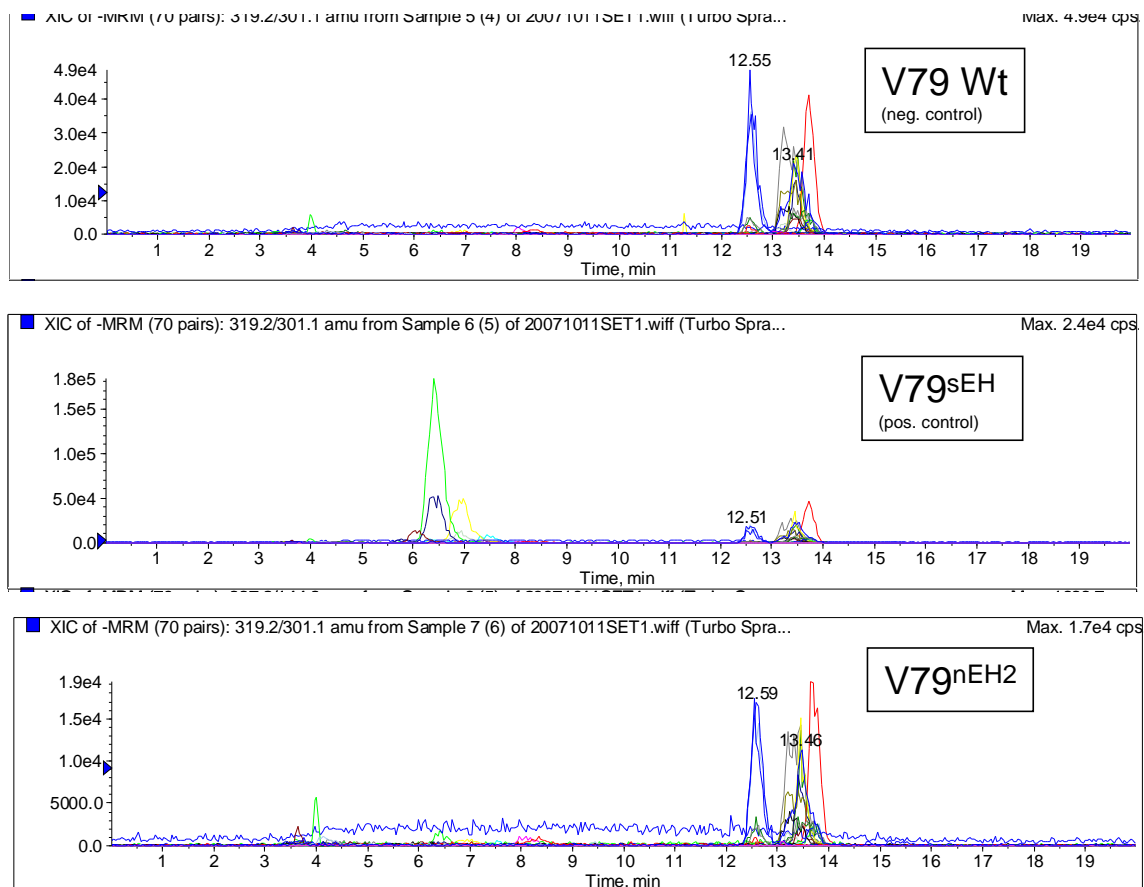 XIC of -MRM (70 pairs): 319.2/301.1 amu from Sample 5 (4) of 20071011SET1.wiff (Turbo Spra... Max. 4.9e4 cps.
12.55
4.9e4
V79 Wt
4.0e4
(neg. control)
3.0e4
13.41
2.0e4
1.0e4
0.0
1 2 3 4 5 6 7 8 9 10 11 12 13 14 15 16 17 18 19
Time, min
XIC of -MRM (70 pairs): 319.2/301.1 amu from Sample 6 (5) of 20071011SET1.wiff (Turbo Spra... Max. 2.4e4 cps.
1.8e5
V79sEH
1.5e5
(pos. control)
1.0e5
5.0e4
12.51
0.0
1 2 3 4 5 6 7 8 9 10 11 12 13 14 15 16 17 18 19
Time, min
XIC of -MRM (70 pairs): 319.2/301.1 amu from Sample 7 (6) of 20071011SET1.wiff (Turbo Spra... Max. 1.7e4 cps.
1.9e4
12.59
V79nEH2
1.5e4
13.46
1.0e4
5000.0
0.0
1 2 3 4 5 6 7 8 9 10 11 12 13 14 15 16 17 18 19
Time, min